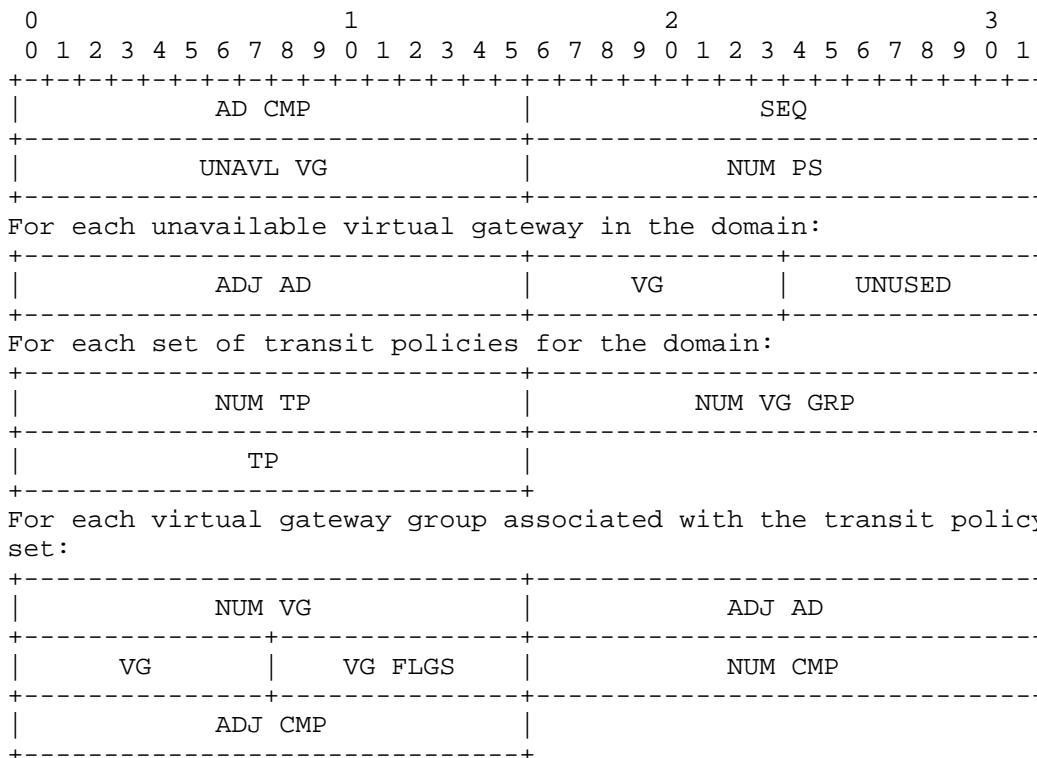 0                   1                   2                   3
0 1 2 3 4 5 6 7 8 9 0 1 2 3 4 5 6 7 8 9 0 1 2 3 4 5 6 7 8 9 0 1
AD CMP | SEQ
UNAVL VG | NUM PS
For each unavailable virtual gateway in the domain:
ADJ AD | VG | UNUSED
For each set of transit policies for the domain:
NUM TP | NUM VG GRP
TP
For each virtual gateway group associated with the transit policy
set:
NUM VG | ADJ AD
VG | VG FLGS | NUM CMP
ADJ CMP